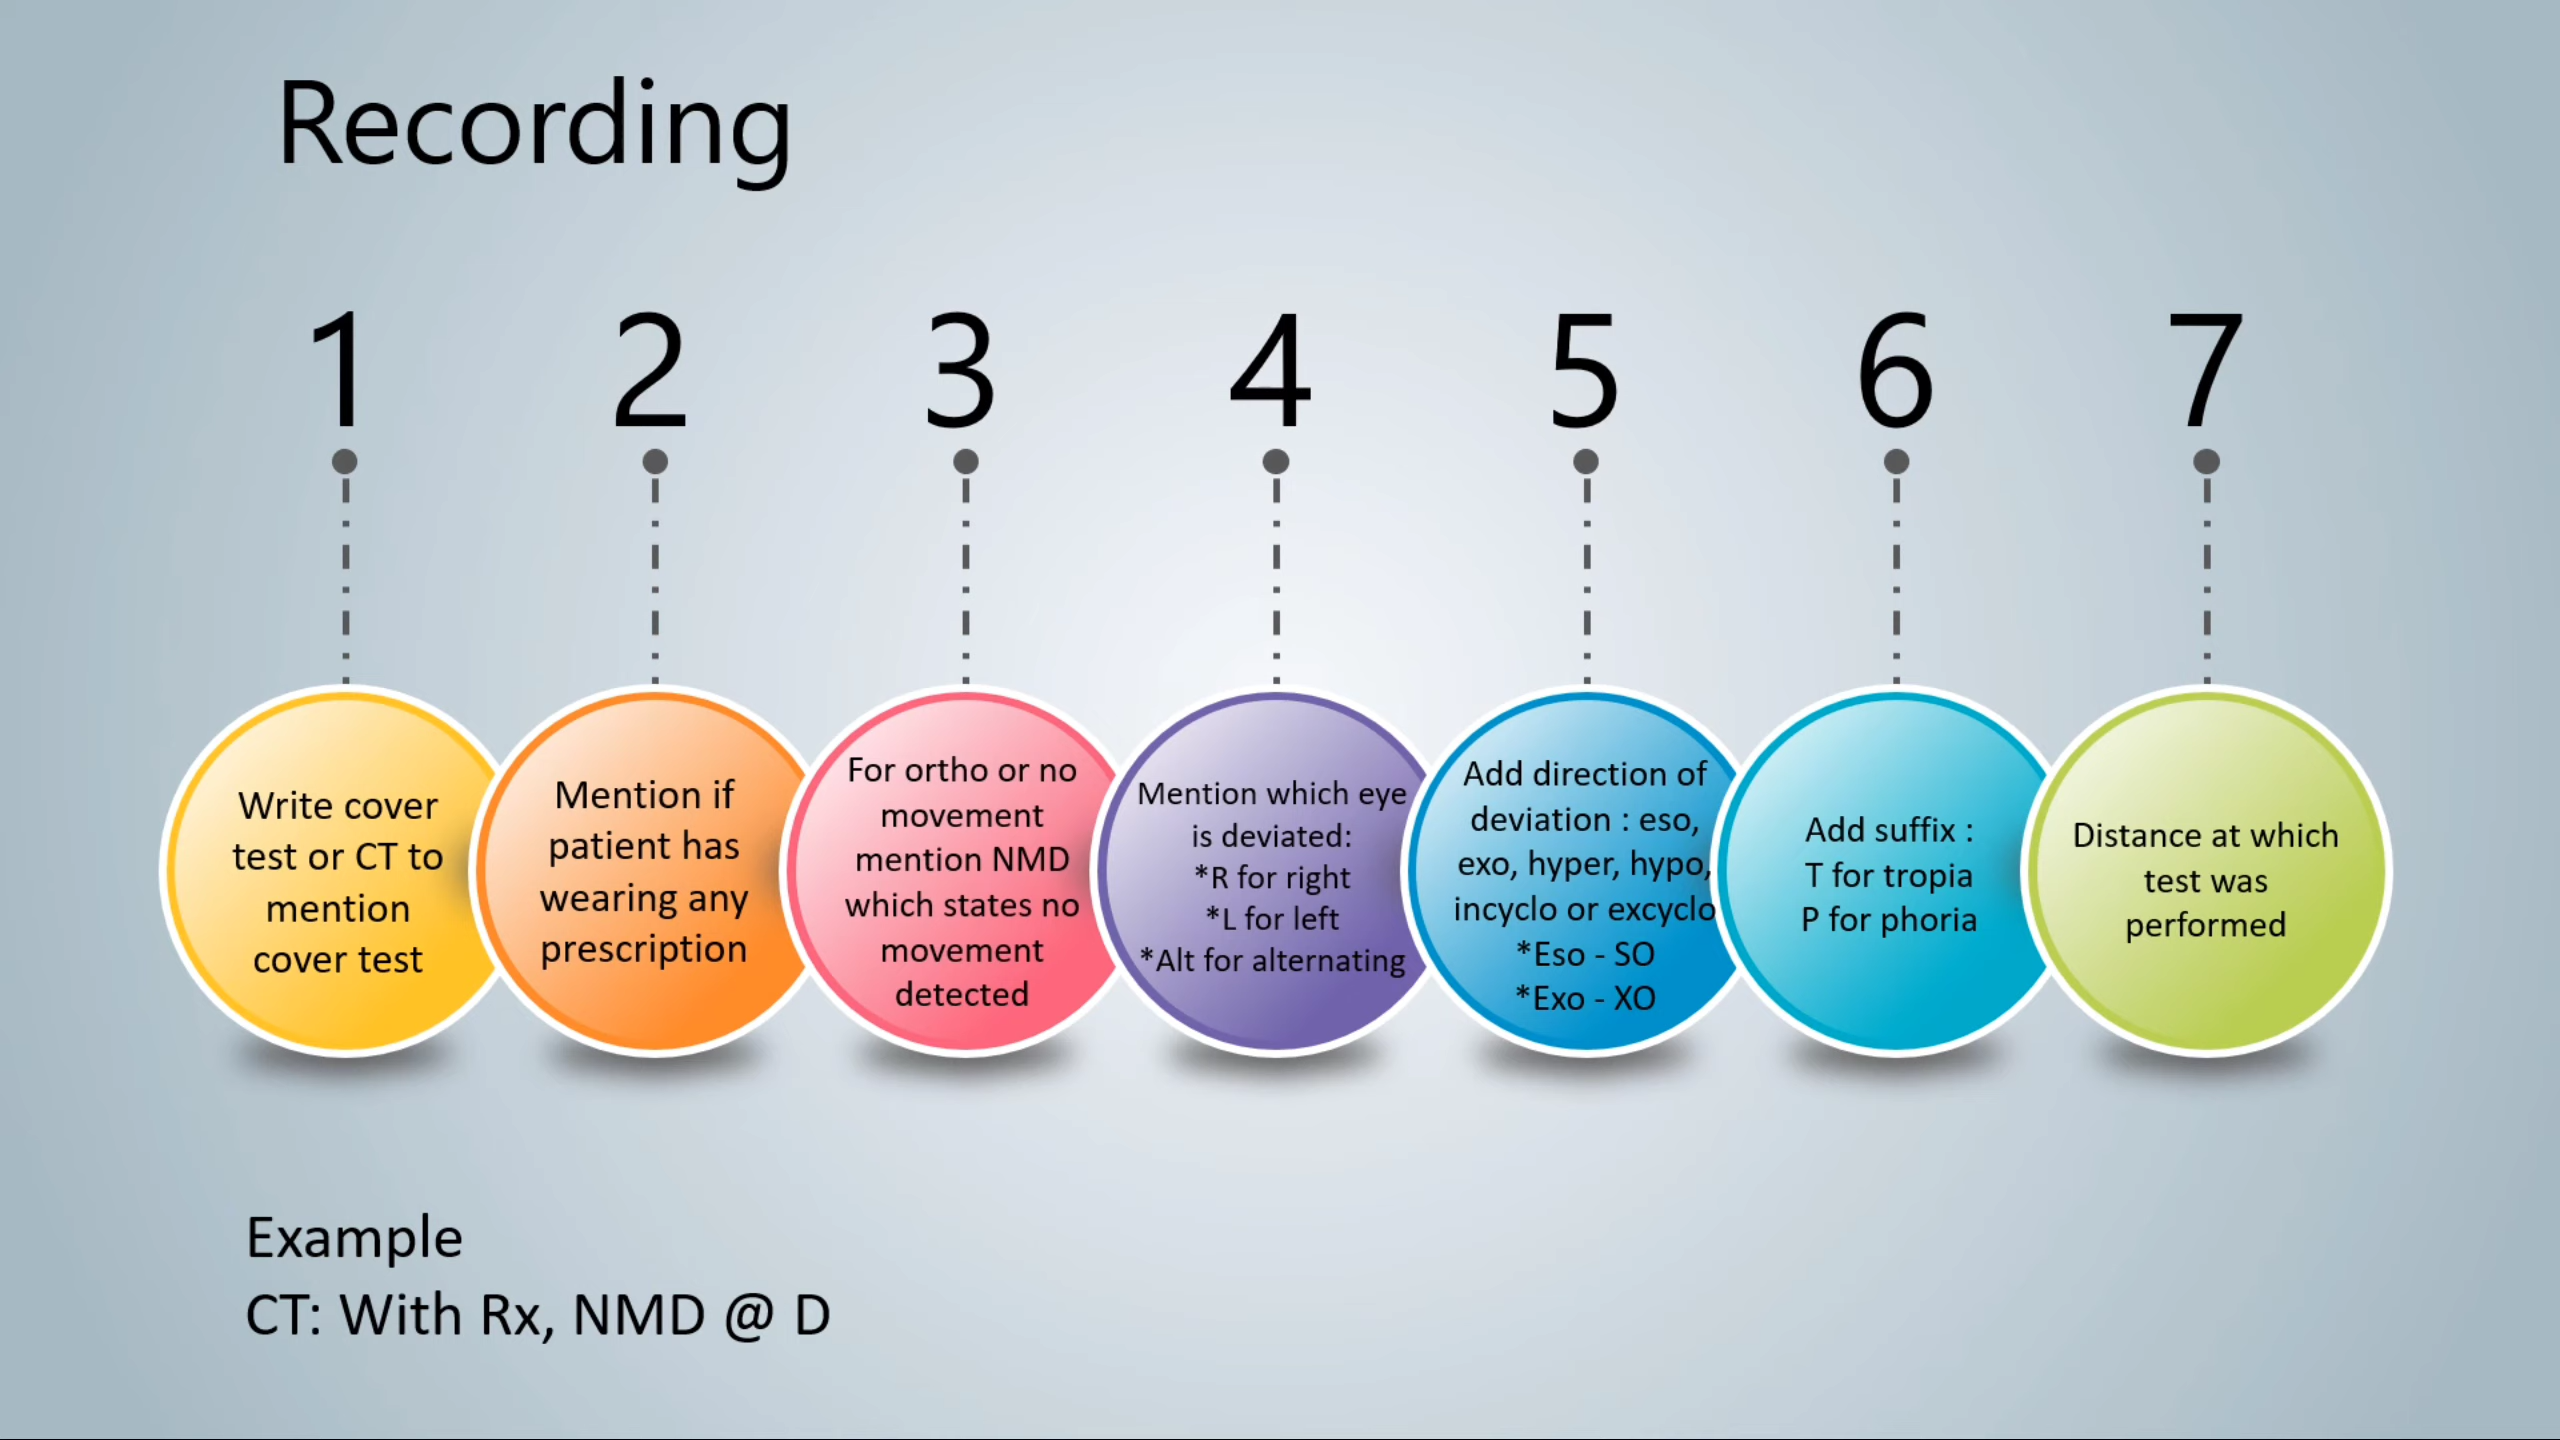 Recording
1
2
3
4
5
6
7
Write cover
test or CT to
mention
cover test
Mention if
patient has
wearing any
prescription
For ortho or no
movement
mention NMD
which states no
movement
detected
Mention which eye
is deviated:
*R for right
*L for left
*Alt for alternating
Add direction of
deviation : eso,
exo, hyper, hypo,
incyclo or excyclo
*Eso - SO
*Exo - XO
Add suffix :
T for tropia
P for phoria
Distance at which
test was
performed
Example
CT: With Rx, NMD @ D